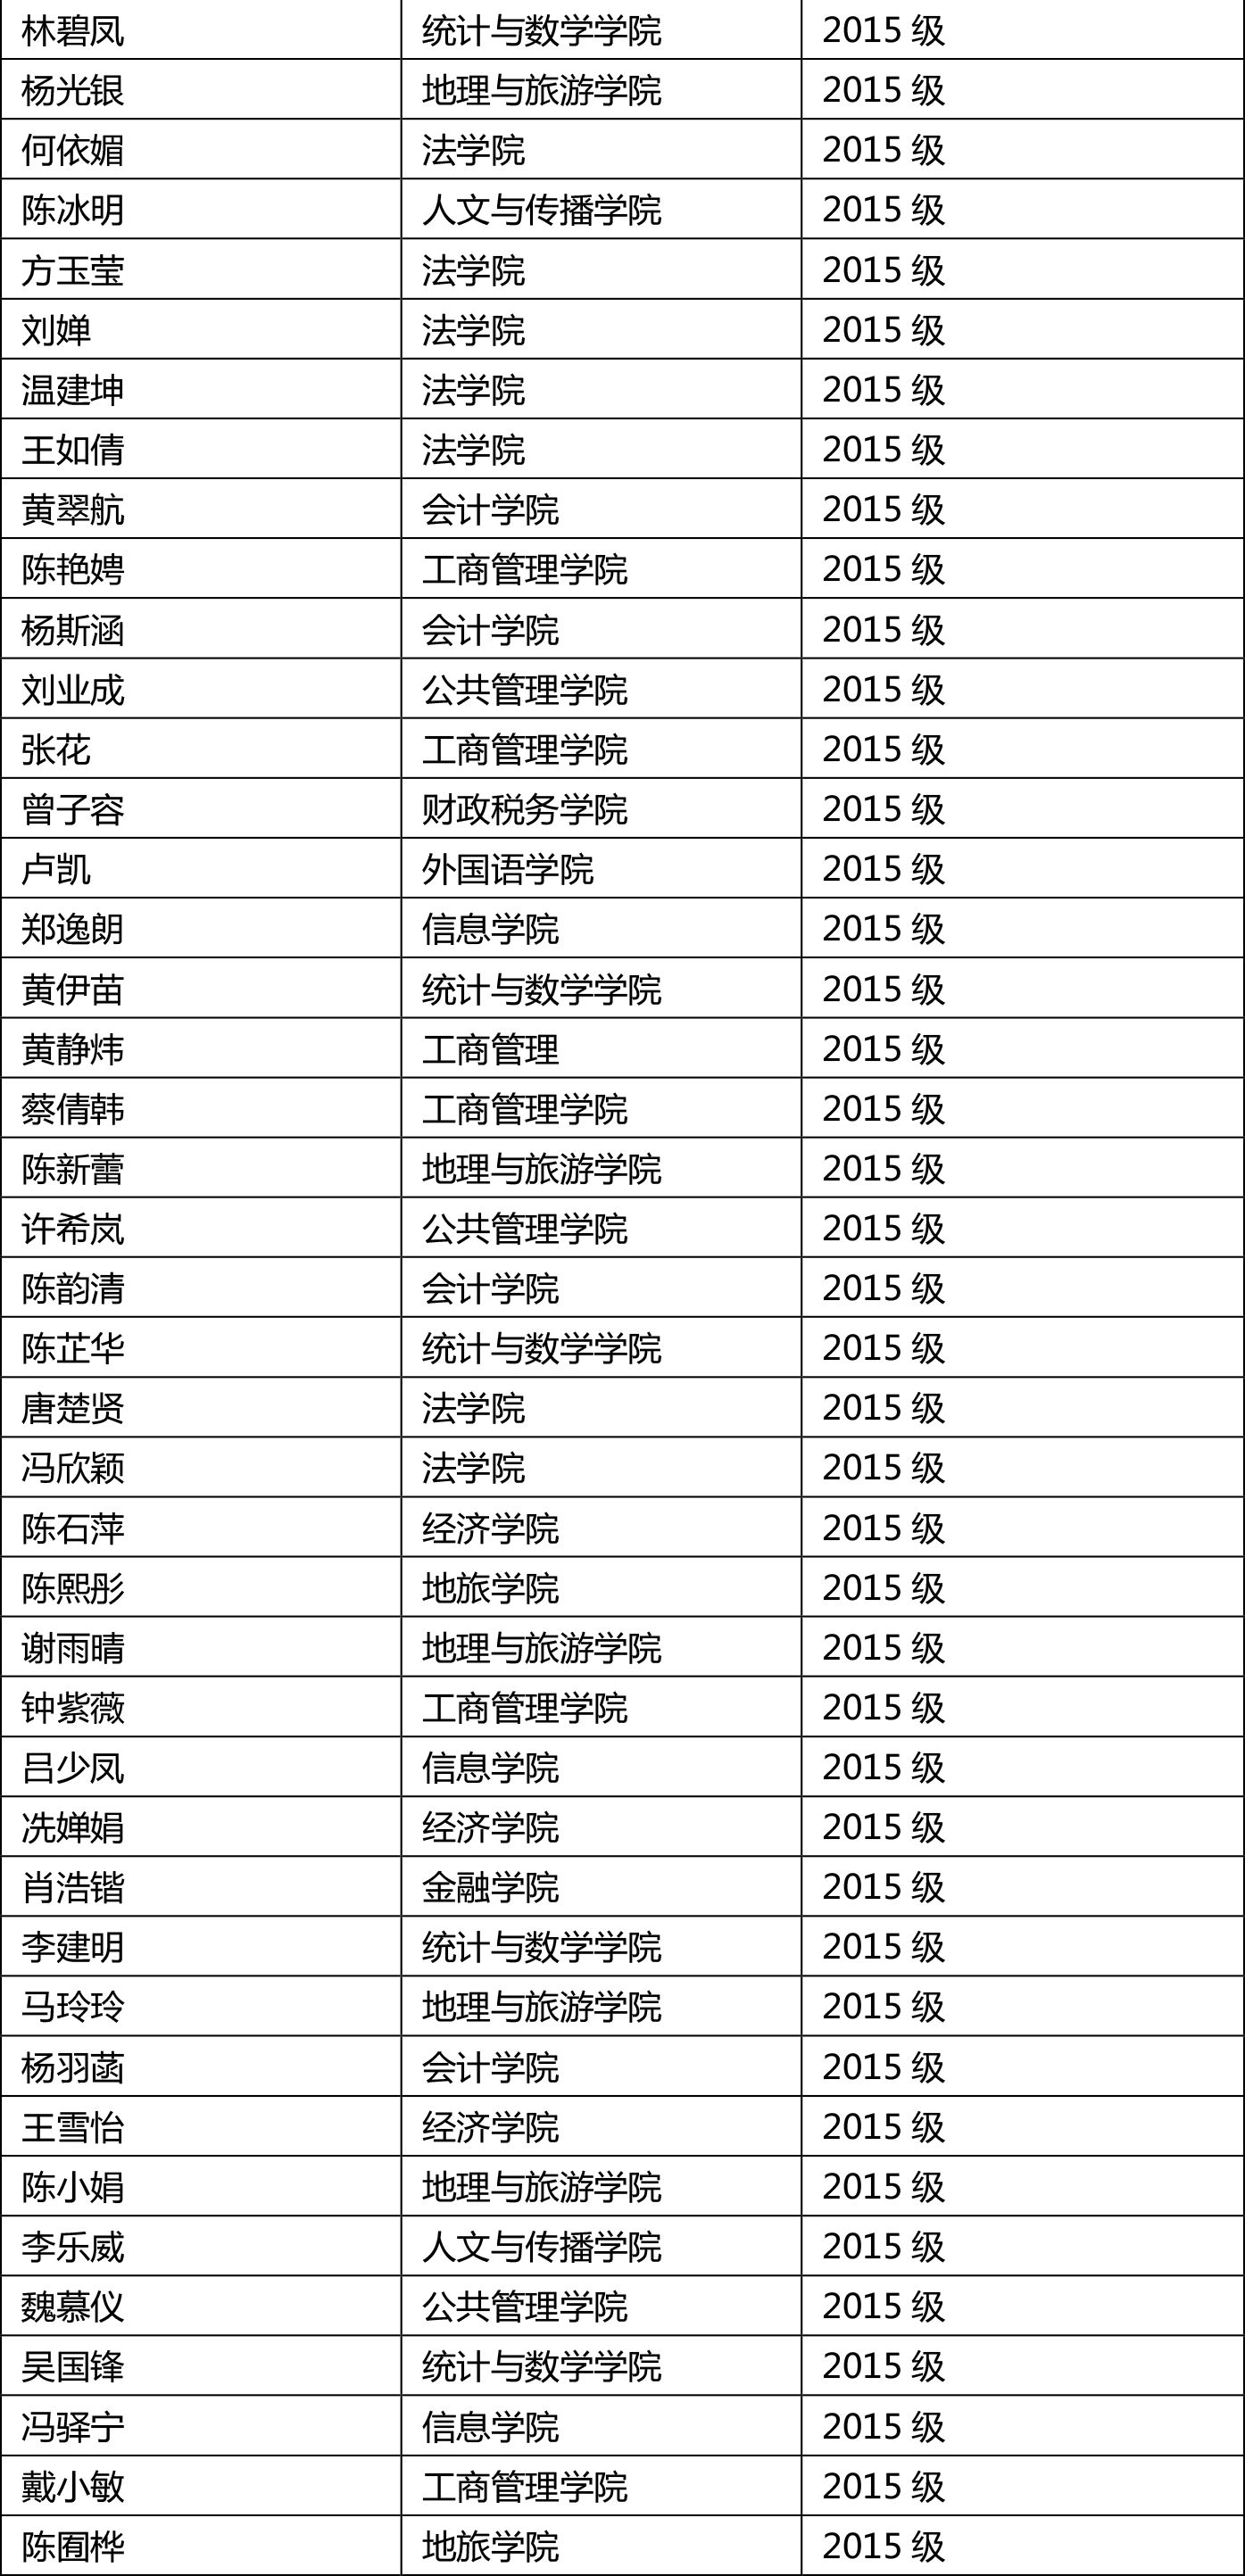 林碧凤 统计与数学学院 2015 级
杨光银 地理与旅游学院 2015 级
何依媚 法学院 2015 级
陈冰明 人文与传播学院 2015 级
方玉莹 法学院 2015 级
刘婵 法学院 2015 级
温建坤 法学院 2015 级
王如倩 法学院 2015 级
黄翠航 会计学院 2015 级
陈艳娉 工商管理学院 2015 级
杨斯涵 会计学院 2015 级
刘业成 公共管理学院 2015 级
张花 工商管理学院 2015 级
曾子容 财政税务学院 2015 级
卢凯 外国语学院 2015 级
郑逸朗 信息学院 2015 级
黄伊苗 统计与数学学院 2015 级
黄静炜 工商管理 2015 级
蔡倩韩 工商管理学院 2015 级
陈新蕾 地理与旅游学院 2015 级
许希岚 公共管理学院 2015 级
陈韵清 会计学院 2015 级
陈芷华 统计与数学学院 2015 级
唐楚贤 法学院 2015 级
冯欣颖 法学院 2015 级
陈石萍 经济学院 2015 级
陈熙彤 地旅学院 2015 级
谢雨晴 地理与旅游学院 2015 级
钟紫薇 工商管理学院 2015 级
吕少凤 信息学院 2015 级
冼婵娟 经济学院 2015 级
肖浩锴 金融学院 2015 级
李建明 统计与数学学院 2015 级
马玲玲 地理与旅游学院 2015 级
杨羽菡 会计学院 2015 级
王雪怡 经济学院 2015 级
陈小娟 地理与旅游学院 2015 级
李乐威 人文与传播学院 2015 级
魏慕仪 公共管理学院 2015 级
吴国锋 统计与数学学院 2015 级
冯驿宁 信息学院 2015 级
戴小敏 工商管理学院 2015 级
陈囿桦 地旅学院 2015 级